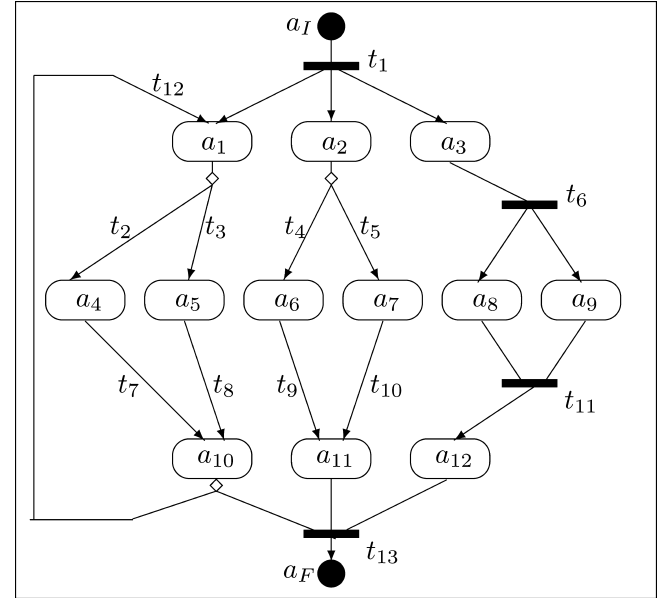 a_I
t_1
t_12
a_1 a_2 a_3
t_6
t_2 t_3 t_4 t_5
a_4 a_5 a_6 a_7 a_8 a_9
t_7 t_8 t_9 t_10
t_11
a_10 a_11 a_12
t_13
a_F